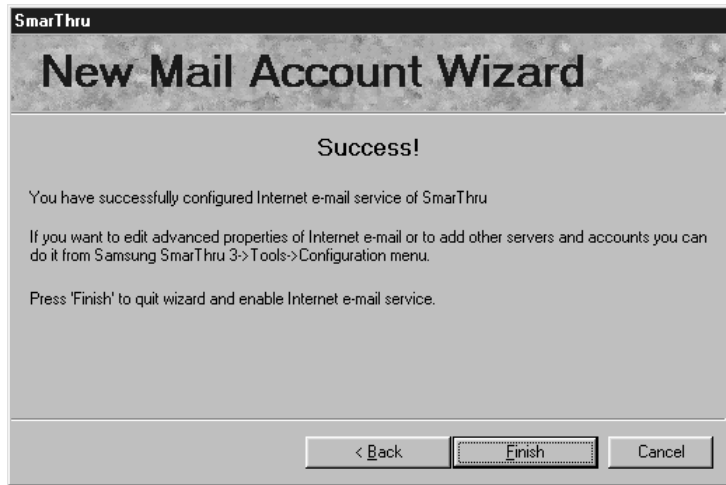 SmarThru
New Mail Account Wizard
Success!
You have successfully configured Internet e-mail service of SmarThru
If you want to edit advanced properties of Internet e-mail or to add other servers and accounts you can
do it from Samsung SmarThru 3->Tools->Configuration menu.
Press 'Finish' to quit wizard and enable Internet e-mail service.
< Back Finish Cancel